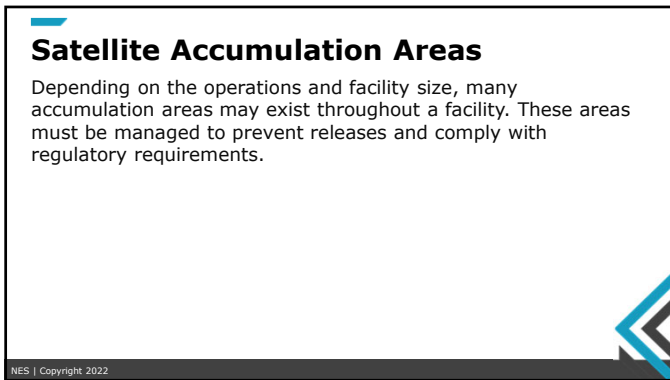 Satellite Accumulation Areas
Depending on the operations and facility size, many
accumulation areas may exist throughout a facility. These areas
must be managed to prevent releases and comply with
regulatory requirements.
NES | Copyright 2022